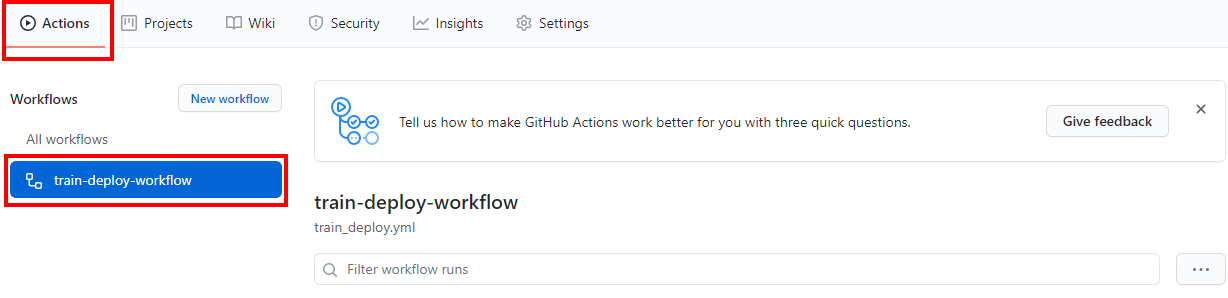 Actions Projects Wiki Security Insights Settings
Workflows New workflow
All workflows
train-deploy-workflow
Tell us how to make GitHub Actions work better for you with three quick questions. Give feedback
train-deploy-workflow
train_deploy.yml
Filter workflow runs